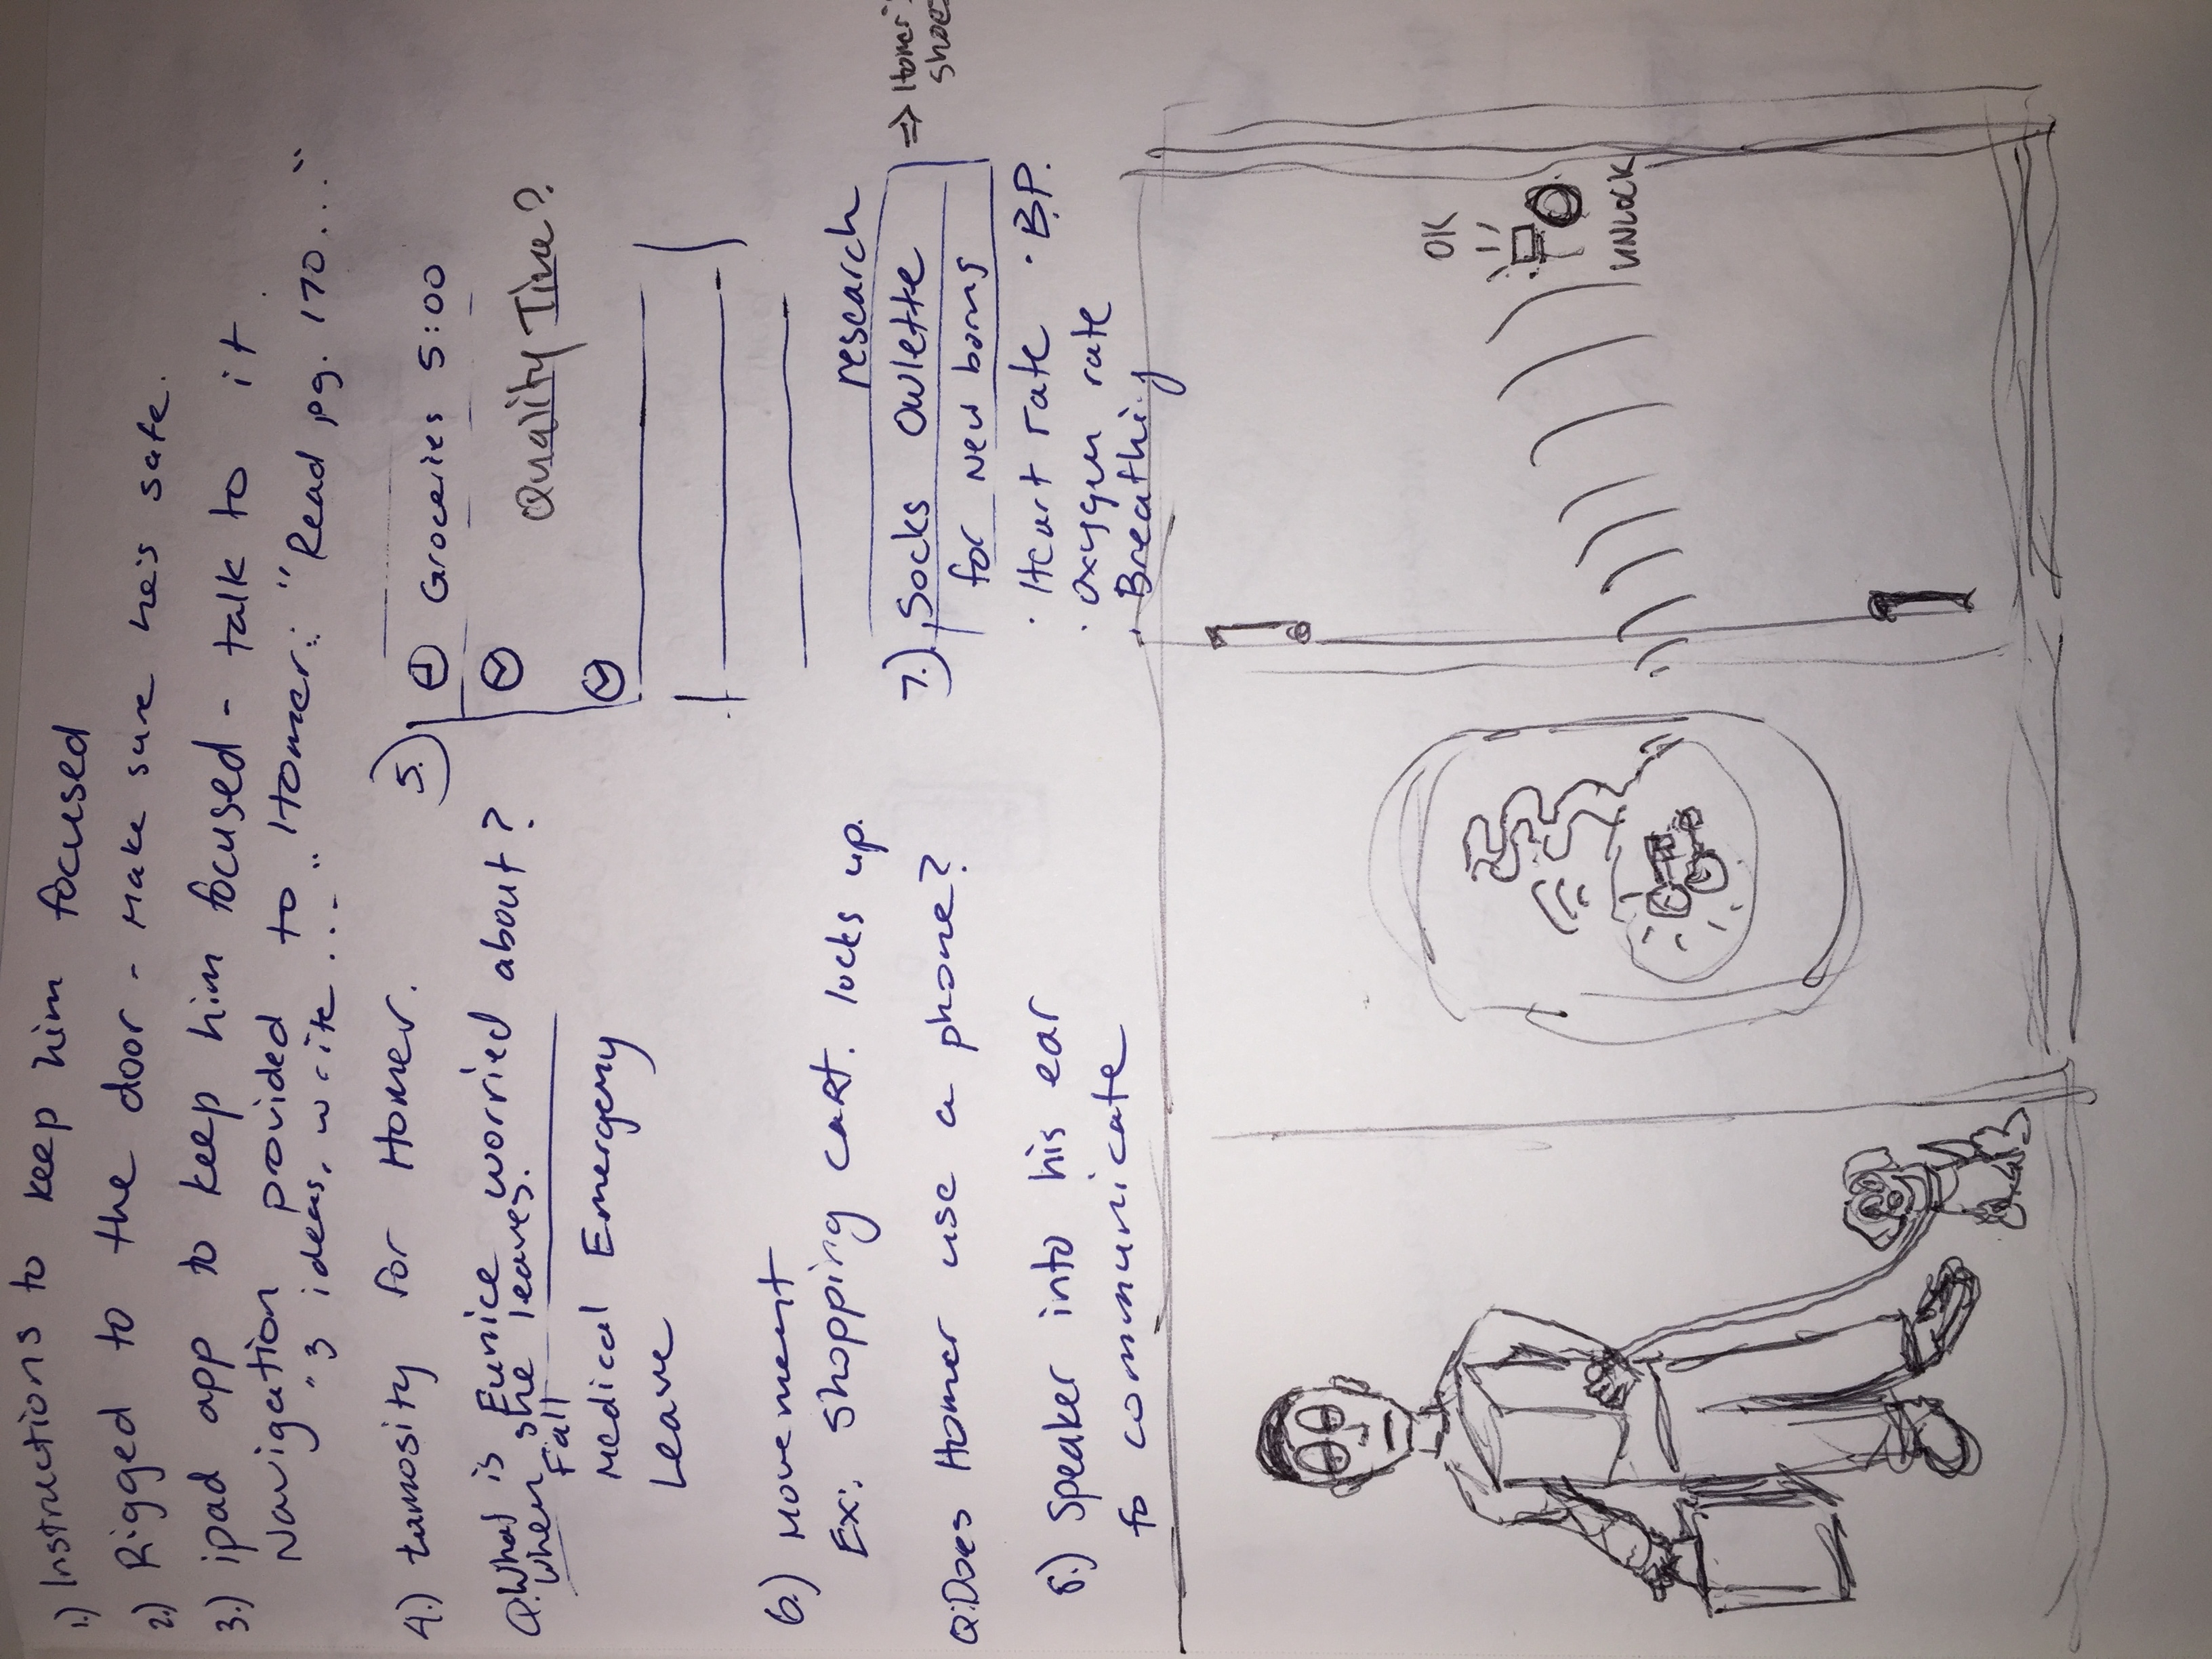 1.) Instructions to keep him focused
2.) Rigged to the door - Make sure he's safe.
3.) ipad app to keep him focused - talk to it.
Navigation provided to Homer: "Read pg. 170..."
"3 ideas, write ...."
4.) Lumosity for Homer.
Q: What is Eunice worried about?
when she leaves.
Fall
Medical Emergency
Leave
5.) Groceries 5:00
Quality Time?
6.) Movement
Ex: Shopping cart. locks up.
Q: Does Homer use a phone?
research
7.) Socks Owlette
for New borns
⇒ Homer's
shoes
• Heart rate • B.P.
• Oxygen rate
• Breathing
8.) Speaker into his ear
to communicate
OK
UNLOCK